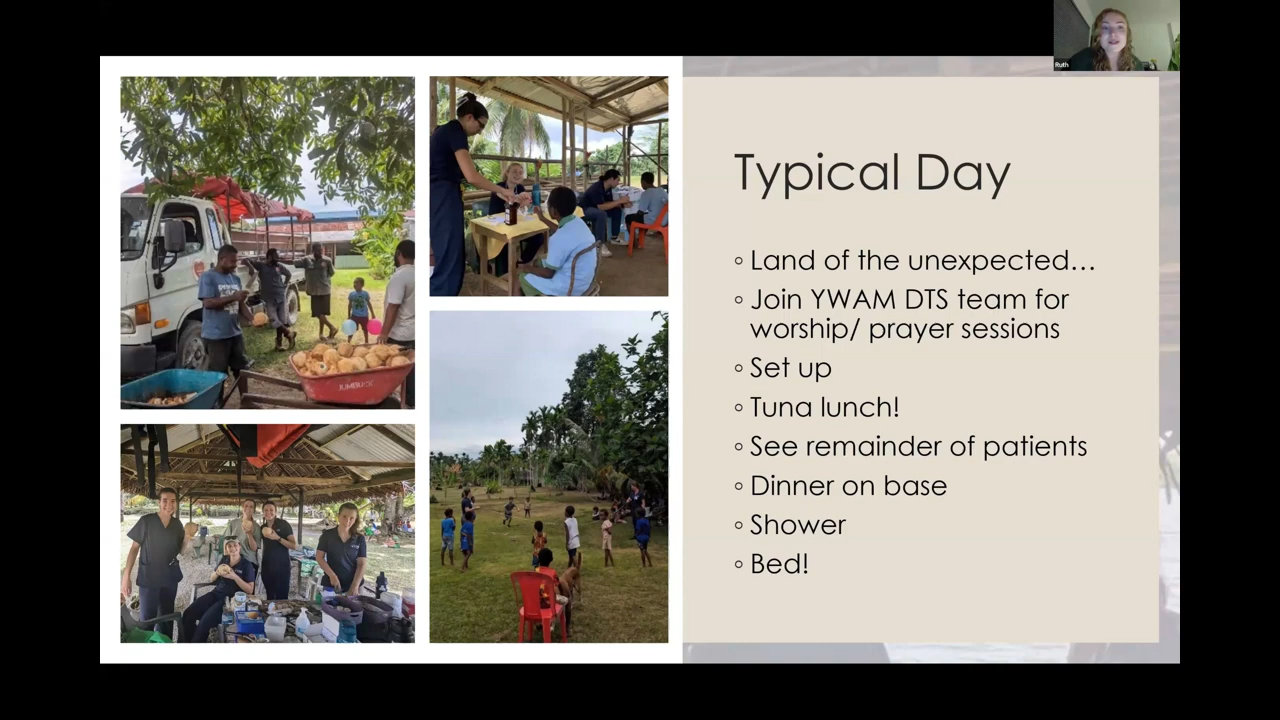 Ruth
Typical Day
◦ Land of the unexpected…
◦ Join YWAM DTS team for
worship/ prayer sessions
◦ Set up
◦ Tuna lunch!
◦ See remainder of patients
◦ Dinner on base
◦ Shower
◦ Bed!
JUMBUCK